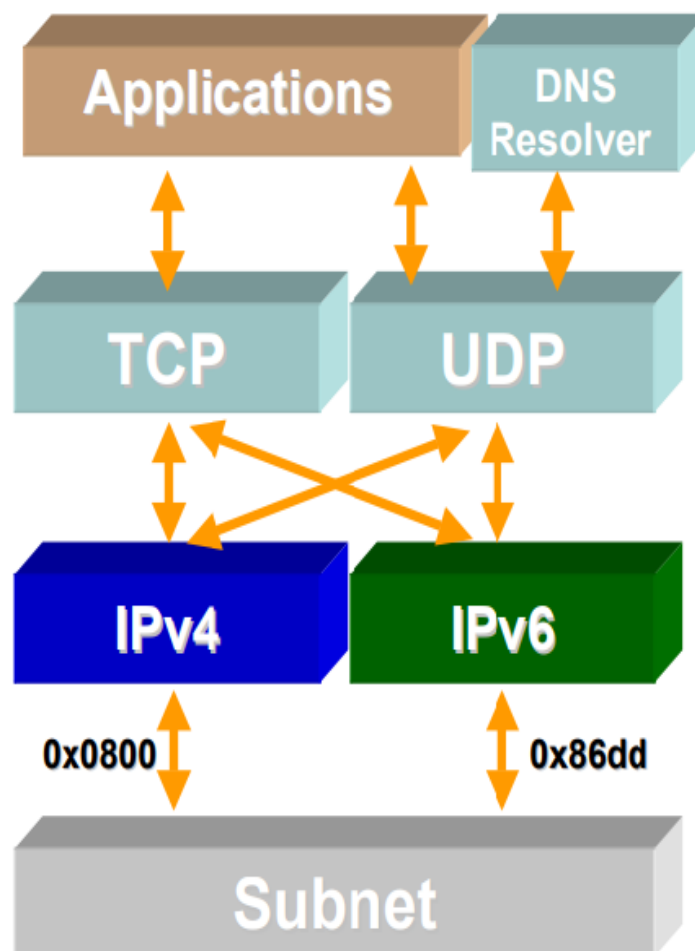 Applications
DNS
Resolver
TCP
UDP
IPv4
IPv6
0x0800
0x86dd
Subnet